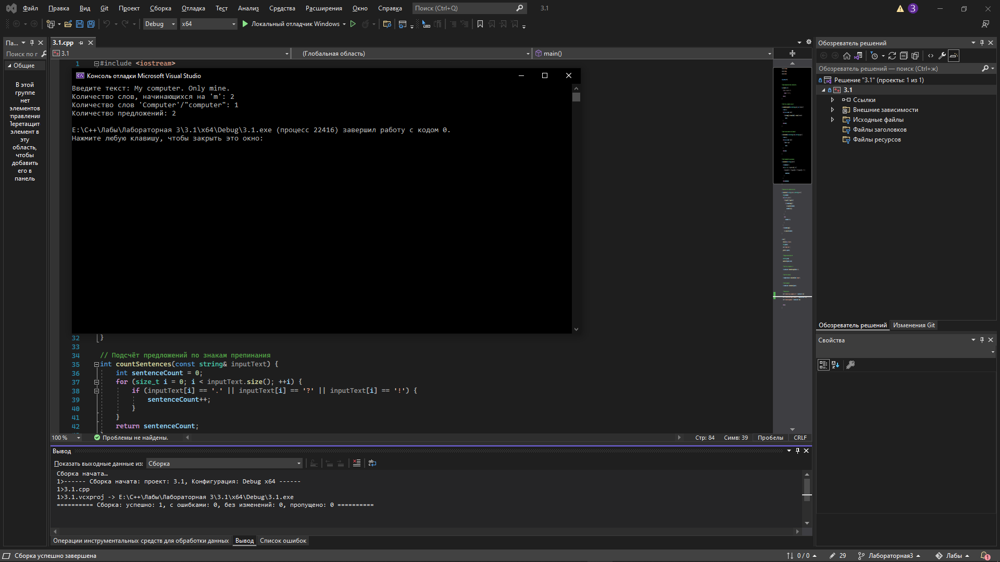 Файл Правка Вид Git Проект Сборка Отладка Тест Анализ Средства Расширения Окно Справка Поиск (Ctrl+Q) 3.1 3
Debug x64 Локальный отладчик Windows
Па...
Поиск по г
Общие
В этой
группе
нет
элементов
управления
Перетащит
элемент в
эту
область,
чтобы
добавить
его в
панель
3.1.cpp
3.1 (Глобальная область) main()
1 #include <iostream>
Консоль отладки Microsoft Visual Studio
Введите текст: My computer. Only mine.
Количество слов, начинающихся на 'm': 2
Количество слов 'Computer'/"computer": 1
Количество предложений: 2
E:\C++\Лабы\Лабораторная 3\3.1\x64\Debug\3.1.exe (процесс 22416) завершил работу с кодом 0.
Нажмите любую клавишу, чтобы закрыть это окно:
32 }
33
34 // Подсчёт предложений по знакам препинания
35 int countSentences(const string& inputText) {
36 int sentenceCount = 0;
37 for (size_t i = 0; i < inputText.size(); ++i) {
38 if (inputText[i] == '.' || inputText[i] == '?' || inputText[i] == '!') {
39 sentenceCount++;
40 }
41 }
42 return sentenceCount;
100 % Проблемы не найдены. Стр: 84 Симв: 39 Пробелы CRLF
Вывод
Показать выходные данные из: Сборка
Сборка начата…
1>------ Сборка начата: проект: 3.1, Конфигурация: Debug x64 ------
1>3.1.cpp
1>3.1.vcxproj -> E:\C++\Лабы\Лабораторная 3\3.1\x64\Debug\3.1.exe
========== Сборка: успешно: 1, с ошибками: 0, без изменений: 0, пропущено: 0 ==========
Операции инструментальных средств для обработки данных Вывод Список ошибок
Обозреватель решений
Обозреватель решений — поиск (Ctrl+ж)
Решение "3.1" (проекты: 1 из 1)
3.1
Ссылки
Внешние зависимости
Исходные файлы
Файлы заголовков
Файлы ресурсов
Обозреватель решений Изменения Git
Свойства
Сборка успешно завершена 0 / 0 29 Лабораторная3 Лабы 1